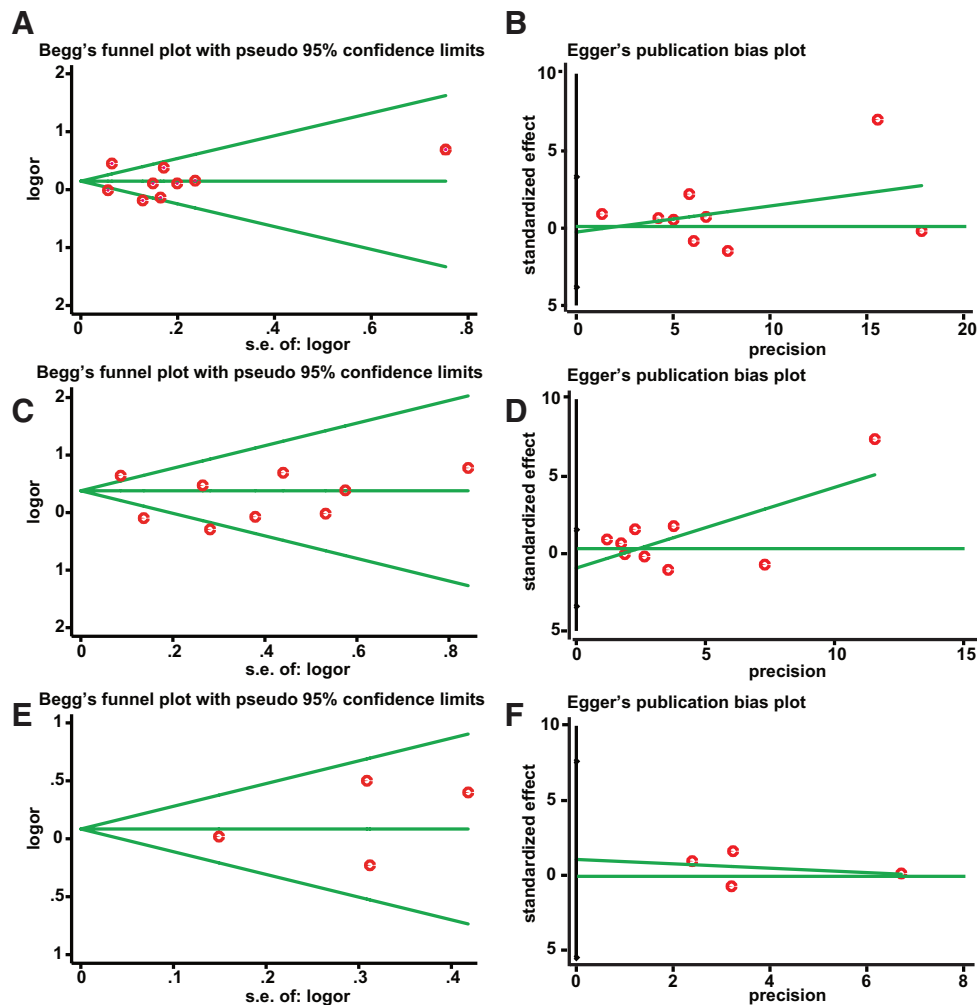 A
Begg's funnel plot with pseudo 95% confidence limits
2
1
0
1
2
logor
0 .2 .4 .6 .8
s.e. of: logor
B
Egger's publication bias plot
10
5
0
5
standardized effect
0 5 10 15 20
precision
C
Begg's funnel plot with pseudo 95% confidence limits
2
1
0
1
2
logor
0 .2 .4 .6 .8
s.e. of: logor
D
Egger's publication bias plot
10
5
0
5
standardized effect
0 5 10 15
precision
E
Begg's funnel plot with pseudo 95% confidence limits
1
.5
0
.5
1
logor
0 .1 .2 .3 .4
s.e. of: logor
F
Egger's publication bias plot
10
5
0
5
standardized effect
0 2 4 6 8
precision